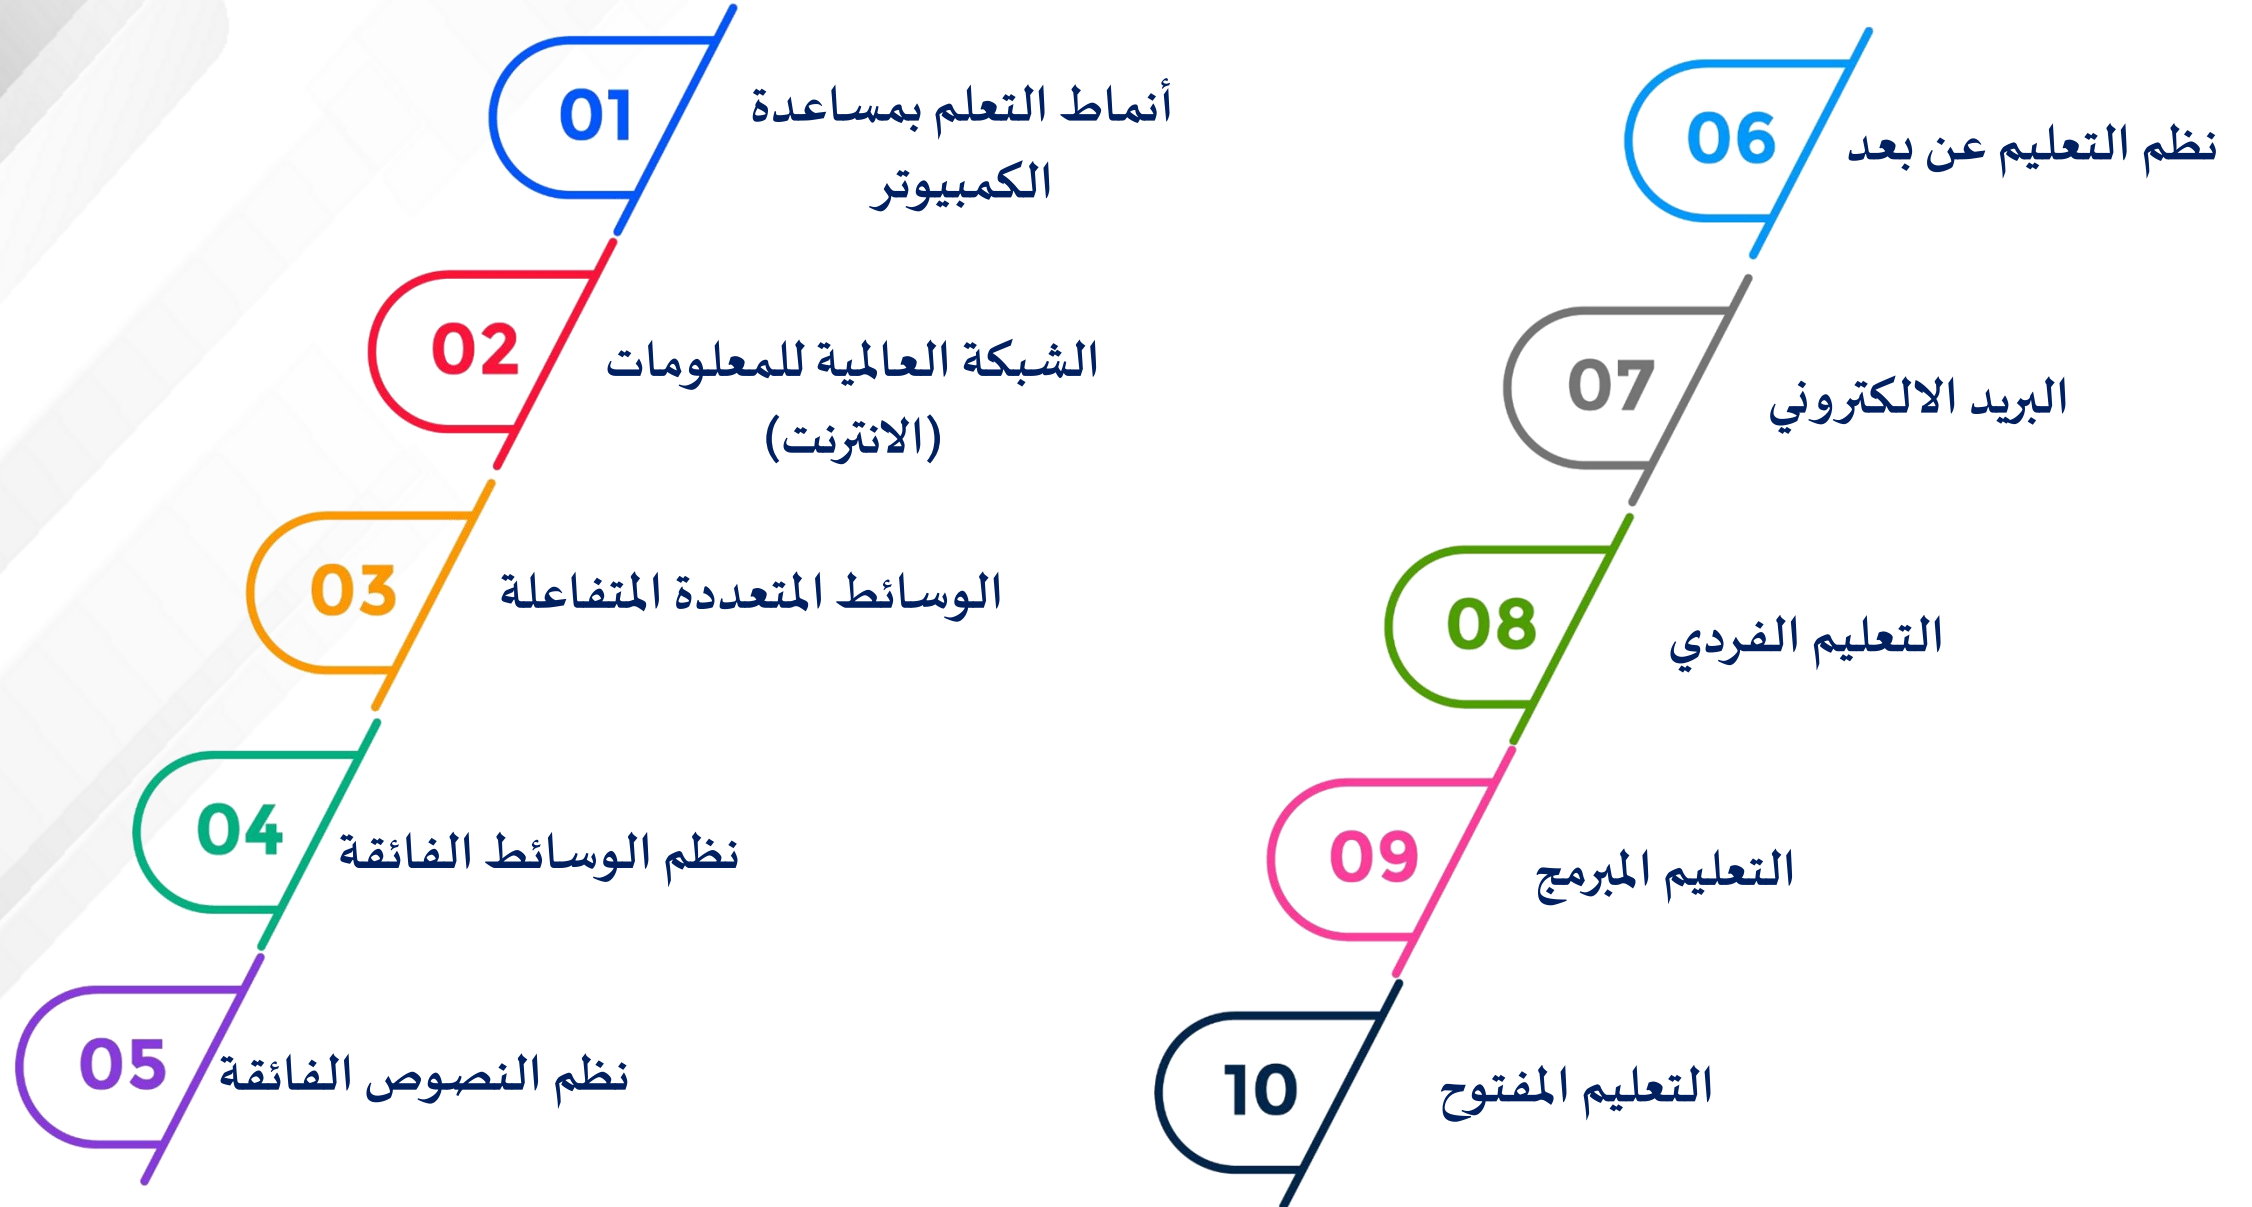 01
أنماط التعلم بمساعدة
الكمبيوتر
02
الشبكة العالمية للمعلومات
(الانترنت)
03
الوسائط المتعددة المتفاعلة
04
نظم الوسائط الفائقة
05
نظم النصوص الفائقة
06
نظم التعليم عن بعد
07
البريد الالكتروني
08
التعليم الفردي
09
التعليم المبرمج
10
التعليم المفتوح